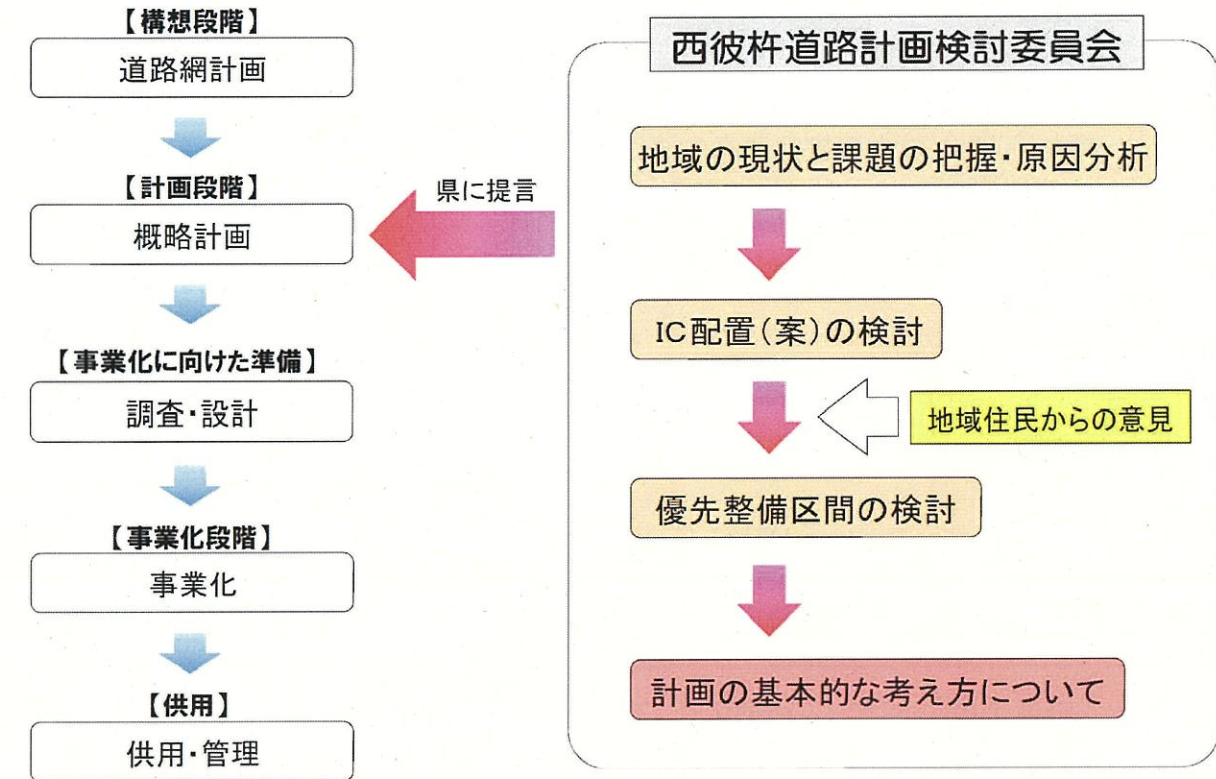 【構想段階】
道路網計画
【計画段階】
概略計画
【事業化に向けた準備】
調査・設計
【事業化段階】
事業化
【供用】
供用・管理
県に提言
西彼杵道路計画検討委員会
地域の現状と課題の把握・原因分析
IC配置(案)の検討
地域住民からの意見
優先整備区間の検討
計画の基本的な考え方について